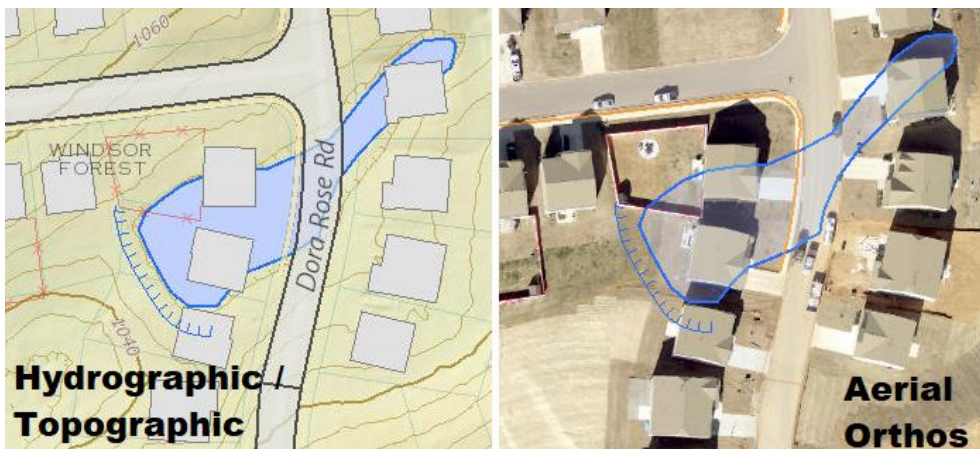 1060
WINDSOR
FOREST
Dora Rose Rd
1040
Hydrographic /
Topographic
Aerial
Orthos